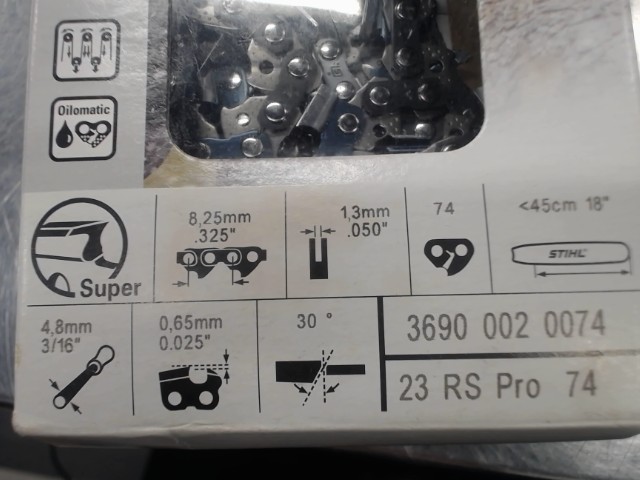 Oilomatic
Super
8,25mm
.325"
1,3mm
.050"
74
<45cm 18"
STIHL
4,8mm
3/16"
0,65mm
0.025"
30 °
3690 002 0074
23 RS Pro 74